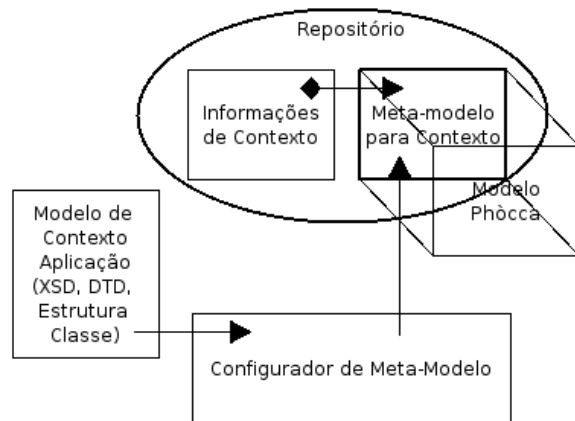 Repositório
Informações
de Contexto
Meta-modelo
para Contexto
Modelo
Phòcca
Modelo de
Contexto
Aplicação
(XSD, DTD,
Estrutura
Classe)
Configurador de Meta-Modelo